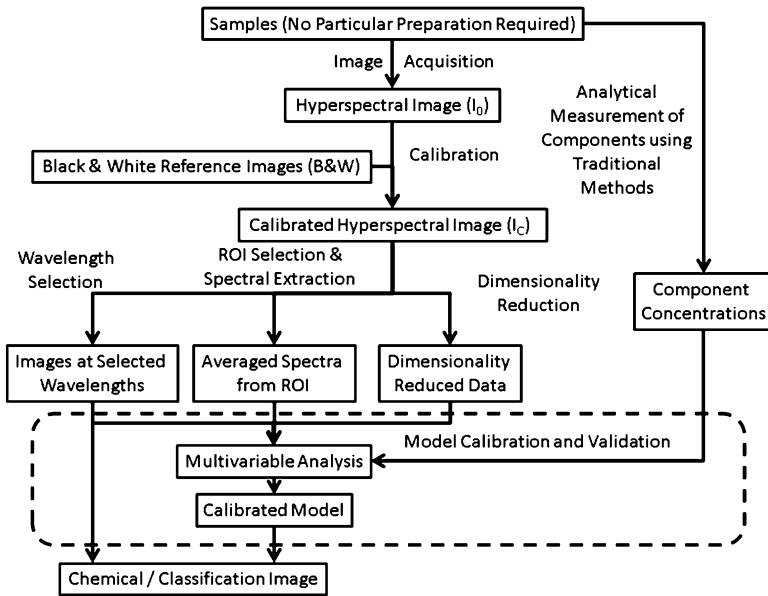 Samples (No Particular Preparation Required)
Image Acquisition
Hyperspectral Image (I₀)
Analytical
Measurement of
Components using
Traditional
Methods
Calibration
Black & White Reference Images (B&W)
Calibrated Hyperspectral Image (I_C)
Wavelength
Selection
ROI Selection &
Spectral Extraction
Dimensionality
Reduction
Component
Concentrations
Images at Selected
Wavelengths
Averaged Spectra
from ROI
Dimensionality
Reduced Data
Model Calibration and Validation
Multivariable Analysis
Calibrated Model
Chemical / Classification Image